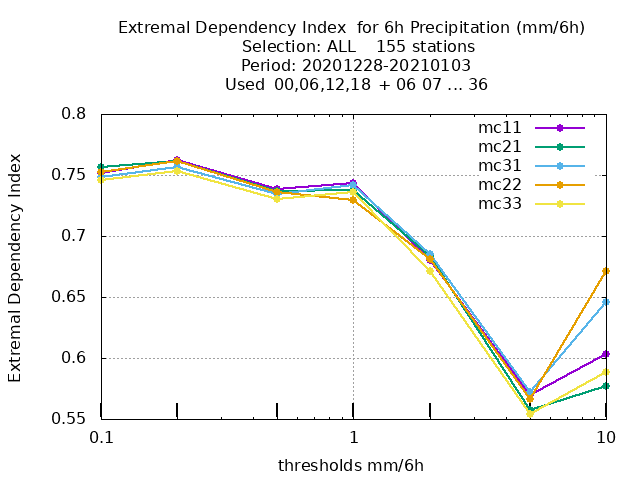 Extremal Dependency Index  for 6h Precipitation (mm/6h)
Selection: ALL    155 stations
Period: 20201228-20210103
Used  00,06,12,18  + 06 07 ... 36
0.8
0.75
0.7
0.65
0.6
0.55
Extremal Dependency Index
mc11
mc21
mc31
mc22
mc33
0.1
1
10
thresholds mm/6h